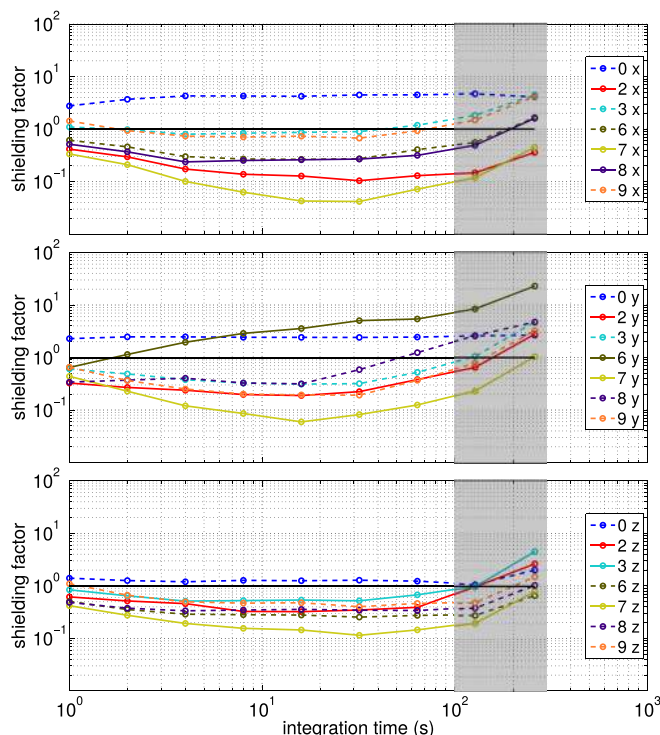 10²
10¹
10⁰
10⁻¹
shielding factor
0 x
2 x
3 x
6 x
7 x
8 x
9 x
10²
10¹
10⁰
10⁻¹
shielding factor
0 y
2 y
3 y
6 y
7 y
8 y
9 y
10²
10¹
10⁰
10⁻¹
shielding factor
0 z
2 z
3 z
6 z
7 z
8 z
9 z
10⁰
10¹
10²
10³
integration time (s)